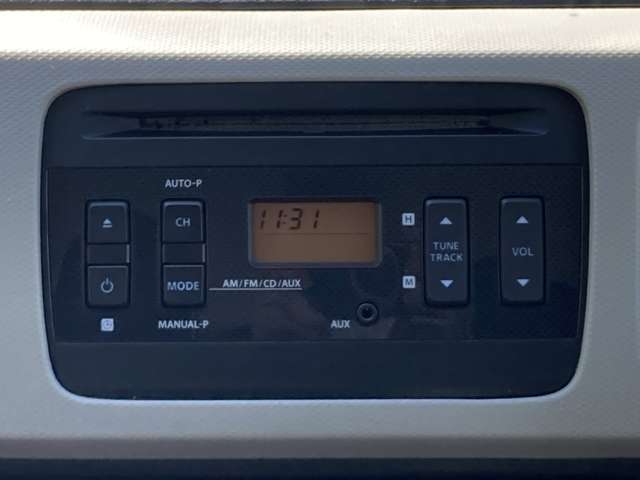 AUTO-P
CH
11:31
H
TUNE
TRACK
VOL
MODE
AM/FM/CD/AUX
M
MANUAL-P
AUX